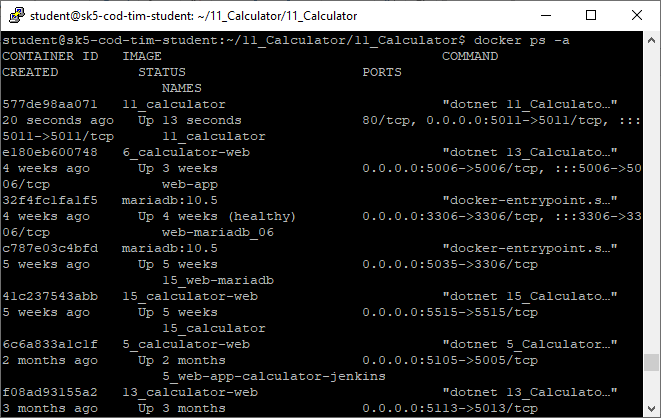 student@sk5-cod-tim-student: ~/11_Calculator/11_Calculator
student@sk5-cod-tim-student:~/11_Calculator/11_Calculator$ docker ps -a
CONTAINER ID   IMAGE                                   COMMAND
CREATED          STATUS                      PORTS
                    NAMES
577de98aa071   11_calculator                           "dotnet 11_Calculato…"
20 seconds ago   Up 13 seconds               80/tcp, 0.0.0.0:5011->5011/tcp, :::
5011->5011/tcp      11_calculator
e180eb600748   6_calculator-web                        "dotnet 13_Calculato…"
4 weeks ago      Up 3 weeks                  0.0.0.0:5006->5006/tcp, :::5006->50
06/tcp              web-app
32f4fc1fa1f5   mariadb:10.5                            "docker-entrypoint.s…"
4 weeks ago      Up 4 weeks (healthy)        0.0.0.0:3306->3306/tcp, :::3306->33
06/tcp              web-mariadb_06
c787e03c4bfd   mariadb:10.5                            "docker-entrypoint.s…"
5 weeks ago      Up 5 weeks                  0.0.0.0:5035->3306/tcp
                    15_web-mariadb
41c237543abb   15_calculator-web                       "dotnet 15_Calculato…"
5 weeks ago      Up 5 weeks                  0.0.0.0:5515->5515/tcp
                    15_calculator
6c6a833a1c1f   5_calculator-web                        "dotnet 5_Calculator…"
2 months ago     Up 2 months                 0.0.0.0:5105->5005/tcp
                    5_web-app-calculator-jenkins
f08ad93155a2   13_calculator-web                       "dotnet 13_Calculato…"
3 months ago     Up 3 months                 0.0.0.0:5113->5013/tcp